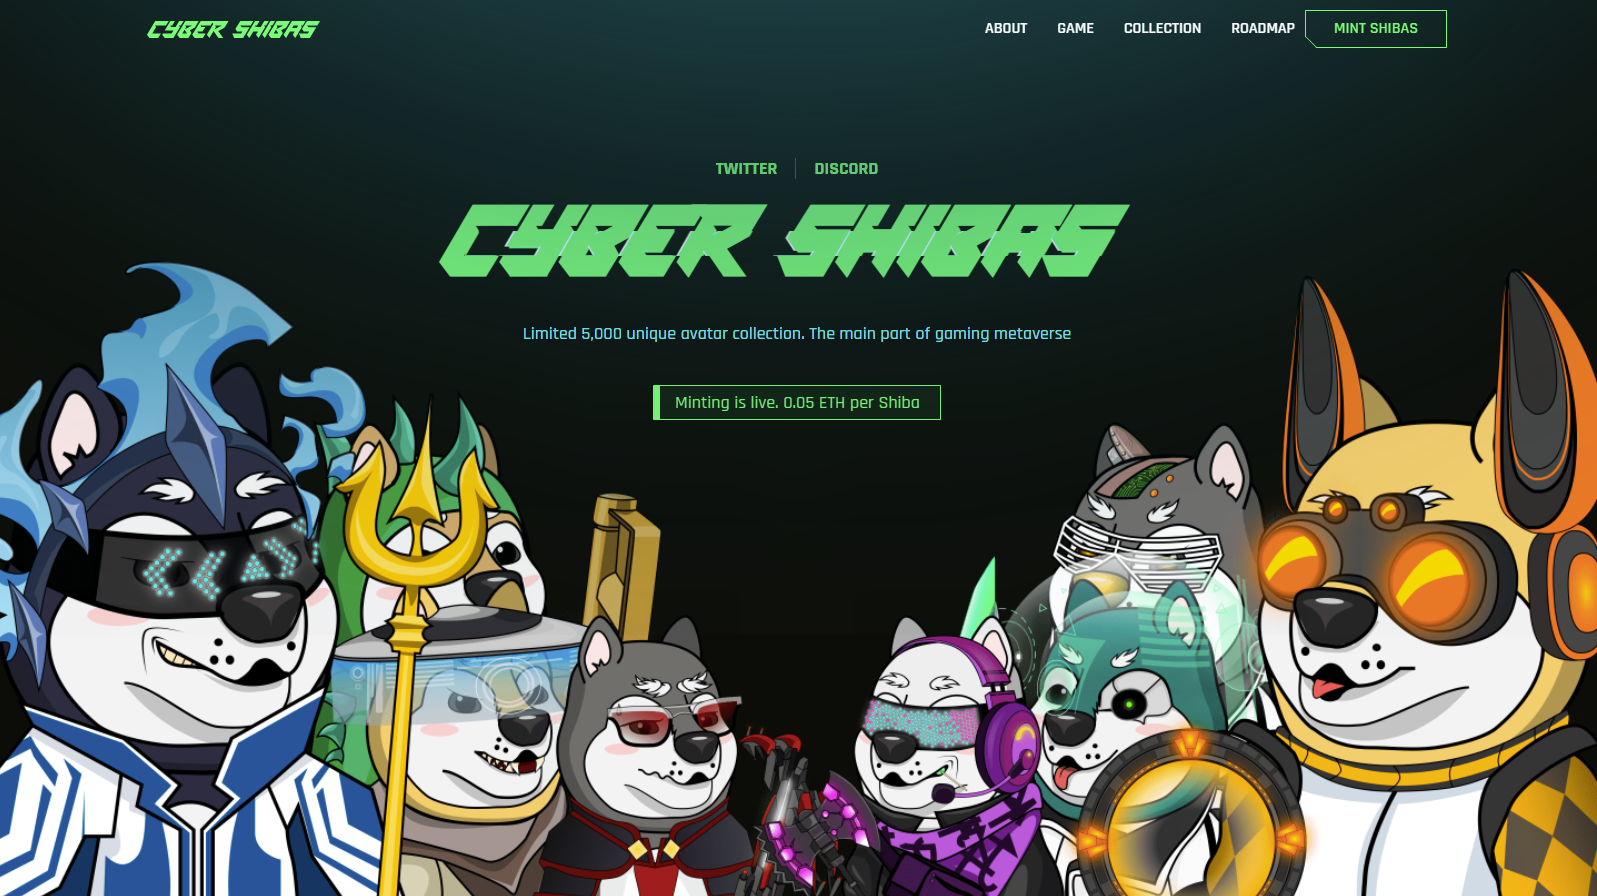 CYBER SHIBAS
ABOUT GAME COLLECTION ROADMAP MINT SHIBAS
TWITTER DISCORD
CYBER SHIBAS
Limited 5,000 unique avatar collection. The main part of gaming metaverse
Minting is live. 0.05 ETH per Shiba